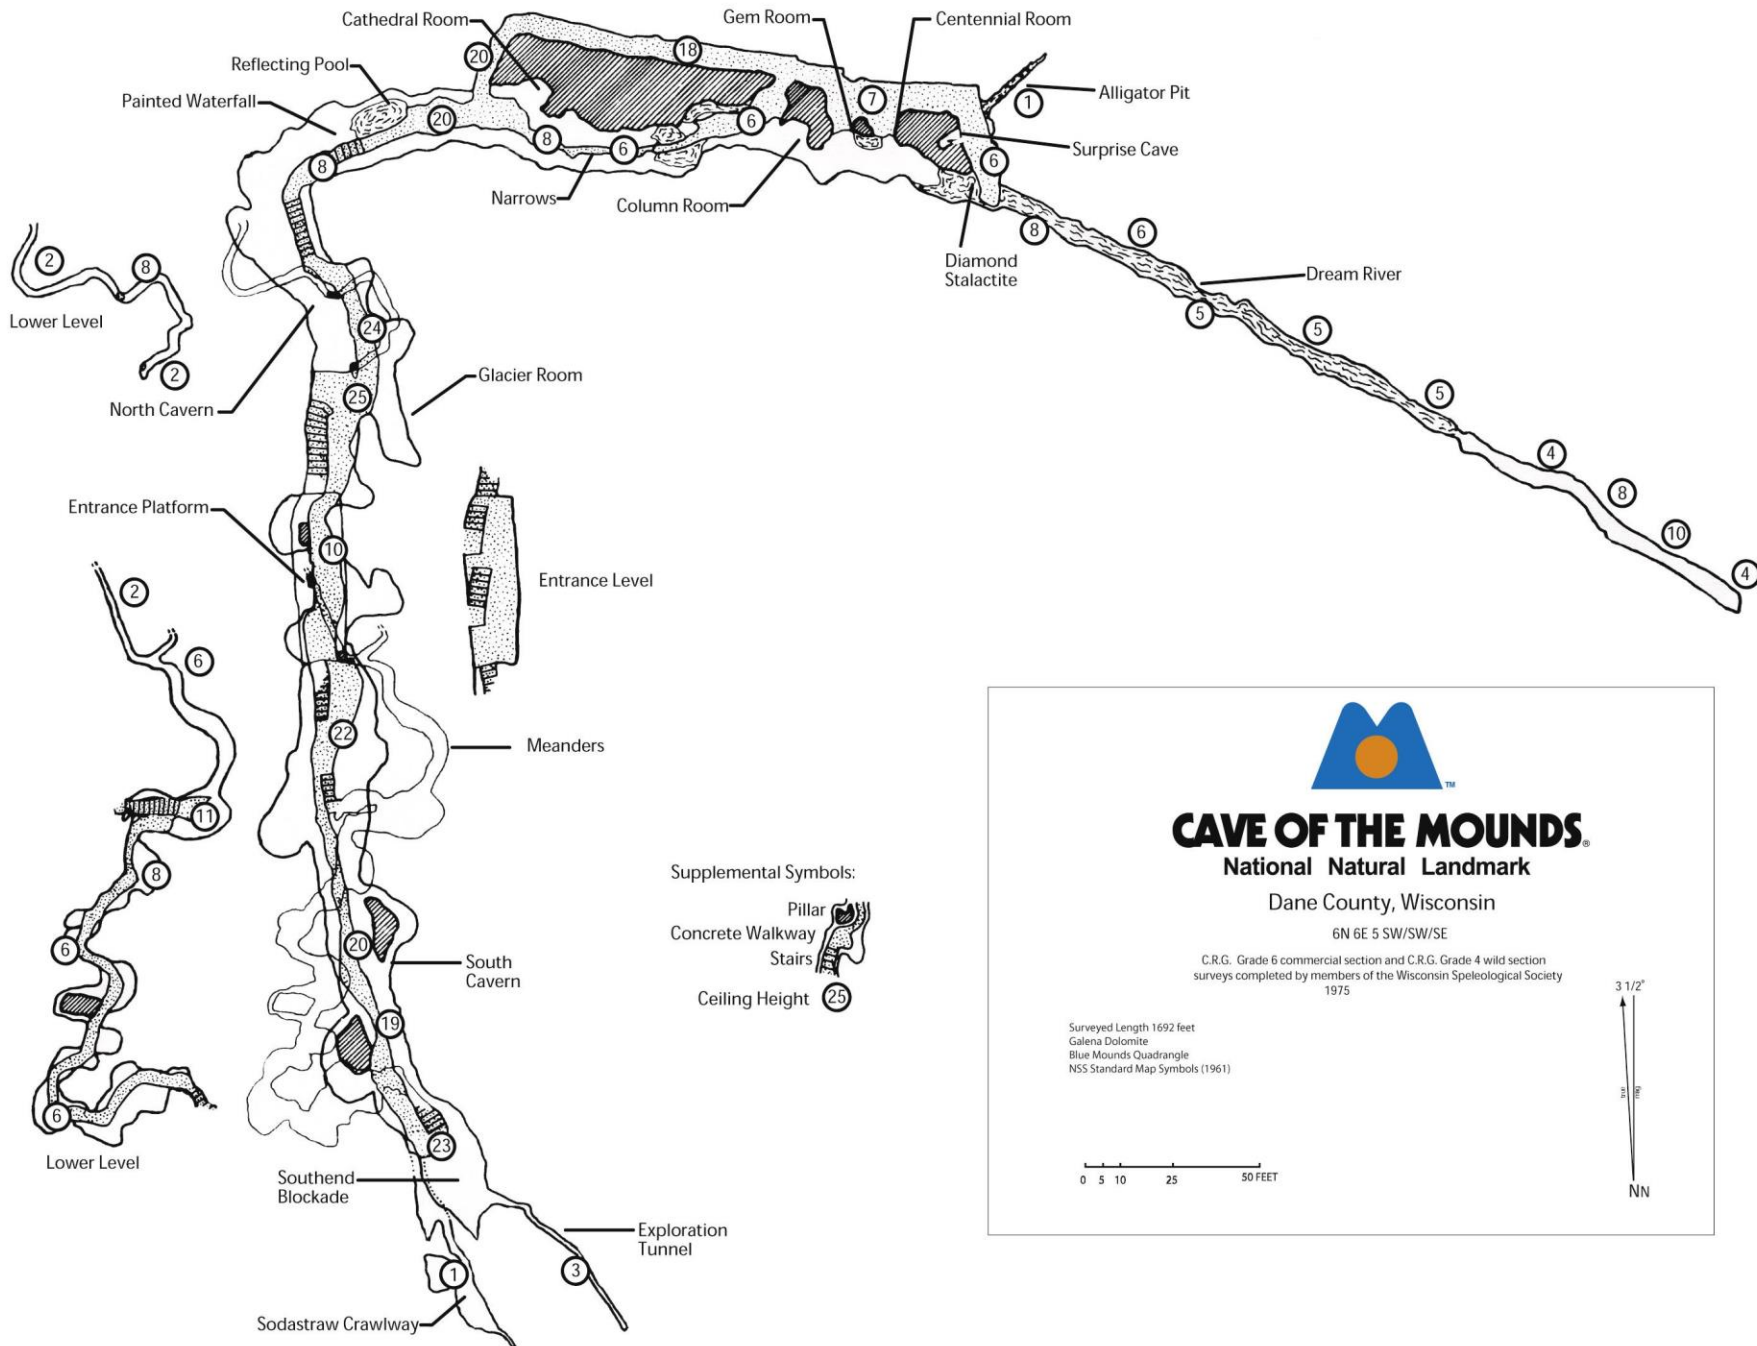 Cathedral Room
Gem Room
Centennial Room
20
18
Reflecting Pool
Painted Waterfall
20
7
1
Alligator Pit
6
8
6
8
6
Surprise Cave
Narrows
Column Room
8
6
Diamond
Stalactite
Dream River
2
8
Lower Level
2
5
5
24
North Cavern
25
Glacier Room
5
4
8
10
4
Entrance Platform
10
Entrance Level
2
6
22
Meanders
11
8
6
6
Lower Level
20
South
Cavern
19
23
Southend
Blockade
Exploration
Tunnel
1
3
Sodastraw Crawlway
Supplemental Symbols:
Pillar
Concrete Walkway
Stairs
Ceiling Height 25
TM
CAVE OF THE MOUNDS®
National Natural Landmark
Dane County, Wisconsin
6N 6E 5 SW/SW/SE
C.R.G. Grade 6 commercial section and C.R.G. Grade 4 wild section
surveys completed by members of the Wisconsin Speleological Society
1975
Surveyed Length 1692 feet
Galena Dolomite
Blue Mounds Quadrangle
NSS Standard Map Symbols (1961)
0 5 10 25 50 FEET
3 1/2"
true
mg
NN